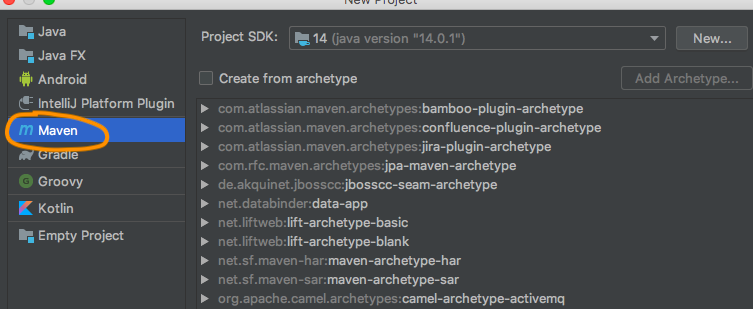 New Project
Java
Java FX
Android
IntelliJ Platform Plugin
Maven
Gradle
Groovy
Kotlin
Empty Project
Project SDK: 14 (java version "14.0.1") New...
Create from archetype Add Archetype...
com.atlassian.maven.archetypes:bamboo-plugin-archetype
com.atlassian.maven.archetypes:confluence-plugin-archetype
com.atlassian.maven.archetypes:jira-plugin-archetype
com.rfc.maven.archetypes:jpa-maven-archetype
de.akquinet.jbosscc:jbosscc-seam-archetype
net.databinder:data-app
net.liftweb:lift-archetype-basic
net.liftweb:lift-archetype-blank
net.sf.maven-har:maven-archetype-har
net.sf.maven-sar:maven-archetype-sar
org.apache.camel.archetypes:camel-archetype-activemq